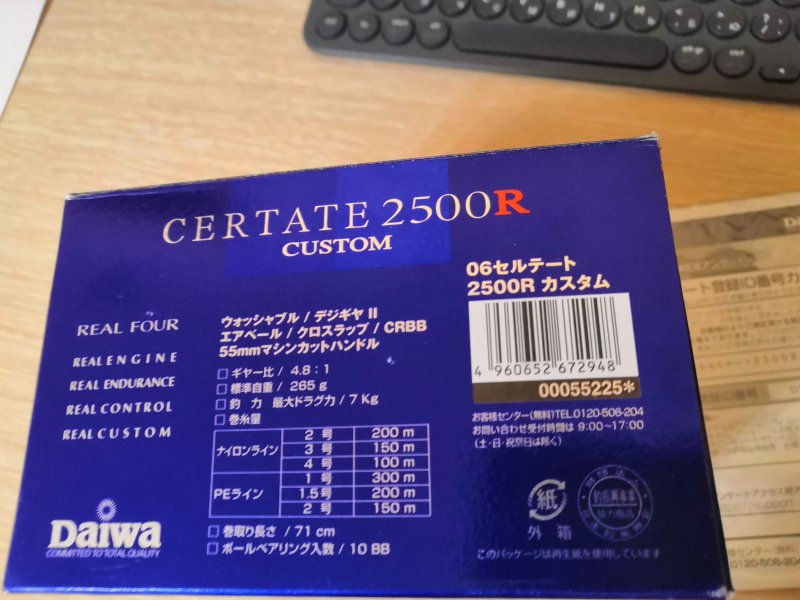 CERTATE 2500R
CUSTOM
06セルテート
2500R カスタム
4 960652 672948
00055225*
お客様センター(無料)TEL.0120-506-204
お問い合わせ受付時間は 9:00~17:00
(土・日・祝祭日は除く)
REAL FOUR
REAL ENGINE
REAL ENDURANCE
REAL CONTROL
REAL CUSTOM
ウォッシャブル / デジギヤ II
エアベール / クロスラップ / CRBB
55mmマシンカットハンドル
□ ギヤー比 / 4.8:1
□ 標準自重 / 265 g
□ 釣 力 最大ドラグ力 / 7 Kg
□ 巻糸量
ナイロンライン
2 号 200 m
3 号 150 m
4 号 100 m
PEライン
1 号 300 m
1.5号 200 m
2 号 150 m
□ 巻取り長さ / 71 cm
□ ボールベアリング入数 / 10 BB
Daiwa
COMMITTED TO TOTAL QUALITY
紙
外 箱
このパッケージは再生紙を使用しています
ート登録ID番号カ